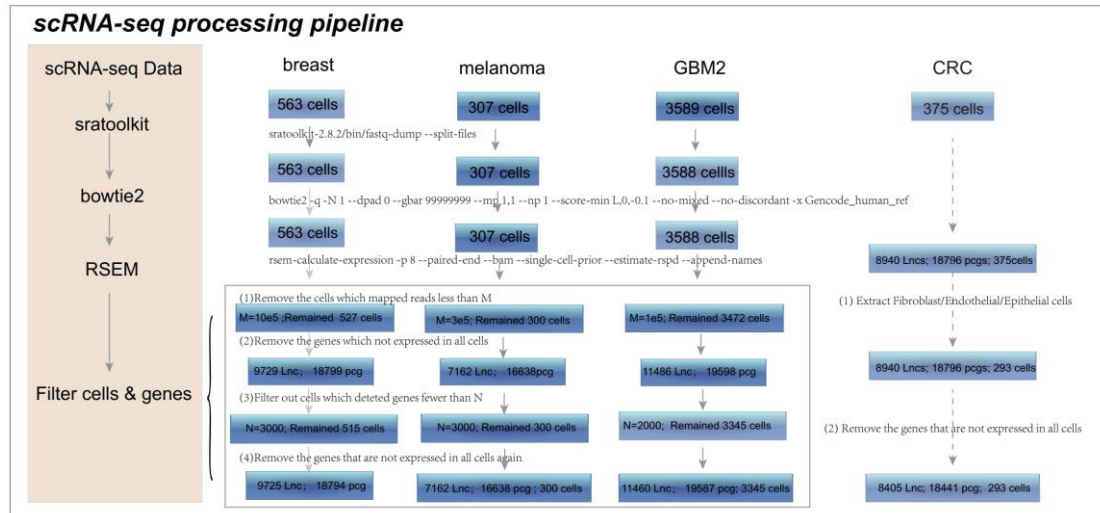 scRNA-seq processing pipeline
scRNA-seq Data
sratoolkit
bowtie2
RSEM
Filter cells & genes
breast melanoma GBM2 CRC
563 cells 307 cells 3589 cells 375 cells
sratoolkit-2.8.2/bin/fastq-dump --split-files
563 cells 307 cells 3588 cellls
bowtie2 -q -N 1 --dpad 0 --gbar 99999999 --mp 1,1 --np 1 --score-min L,0,-0.1 --no-mixed --no-discordant -x Gencode_human_ref
563 cells 307 cells 3588 cells
rsem-calculate-expression -p 8 --paired-end --bam --single-cell-prior --estimate-rspd --append-names
8940 Lncs; 18796 pcgs; 375cells
(1)Remove the cells which mapped reads less than M
(1) Extract Fibroblast/Endothelial/Epithelial cells
M=10e5 ;Remained 527 cells M=3e5; Remained 300 cells M=1e5; Remained 3472 cells
(2)Remove the genes which not expressed in all cells
9729 Lnc; 18799 pcg 7162 Lnc; 16638pcg 11486 Lnc; 19598 pcg 8940 Lncs; 18796 pcgs; 293 cells
(3)Filter out cells which deteted genes fewer than N
N=3000; Remained 515 cells N=3000; Remained 300 cells N=2000; Remained 3345 cells
(2) Remove the genes that are not expressed in all cells
(4)Remove the genes that are not expressed in all cells again
9725 Lnc; 18794 pcg 7162 Lnc; 16638 pcg ; 300 cells 11460 Lnc; 19587 pcg; 3345 cells 8405 Lnc; 18441 pcg; 293 cells